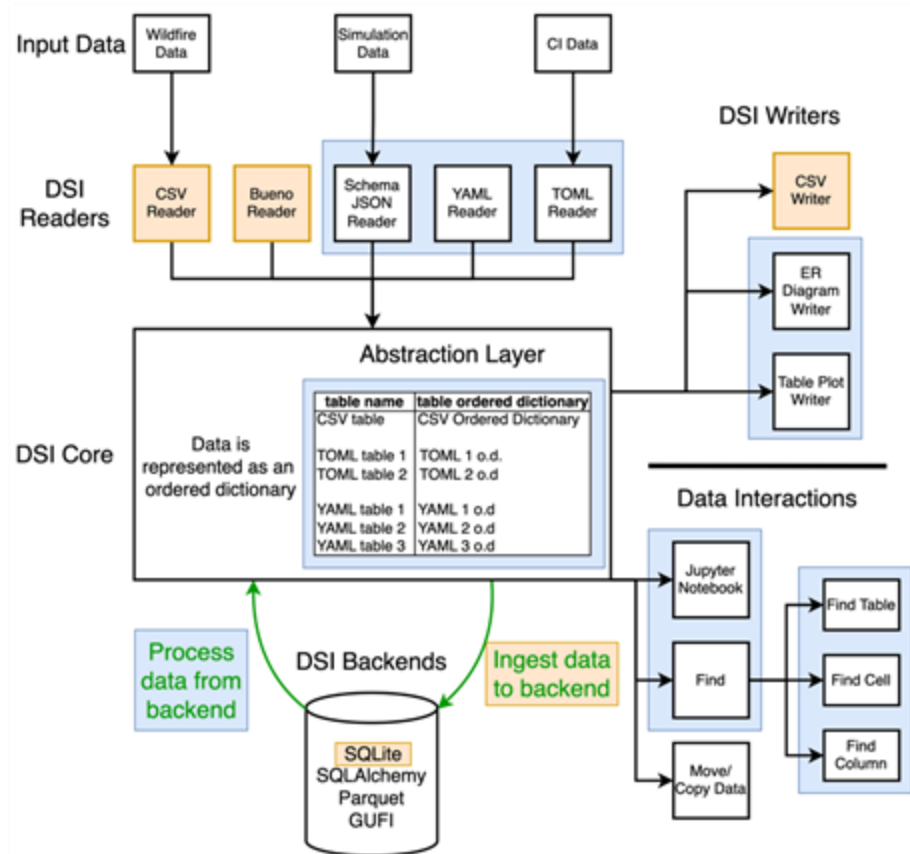 Input Data
Wildfire
Data
Simulation
Data
CI Data
DSI
Readers
CSV
Reader
Bueno
Reader
Schema
JSON
Reader
YAML
Reader
TOML
Reader
DSI Writers
CSV
Writer
ER
Diagram
Writer
Table Plot
Writer
DSI Core
Abstraction Layer
Data is
represented as an
ordered dictionary
table name table ordered dictionary
CSV table CSV Ordered Dictionary
TOML table 1 TOML 1 o.d.
TOML table 2 TOML 2 o.d
YAML table 1 YAML 1 o.d
YAML table 2 YAML 2 o.d
YAML table 3 YAML 3 o.d
Data Interactions
Jupyter
Notebook
Find
Move/
Copy Data
Find Table
Find Cell
Find
Column
Process
data from
backend
DSI Backends
Ingest data
to backend
SQLite
SQLAlchemy
Parquet
GUFI